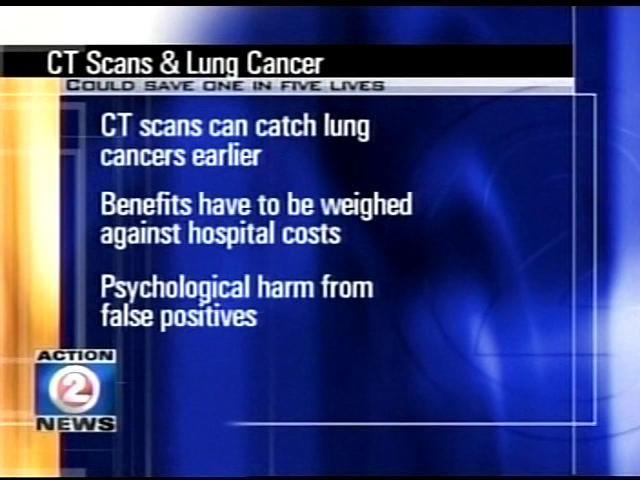 CT Scans & Lung Cancer
COULD SAVE ONE IN FIVE LIVES
CT scans can catch lung
cancers earlier
Benefits have to be weighed
against hospital costs
Psychological harm from
false positives
ACTION
2
NEWS